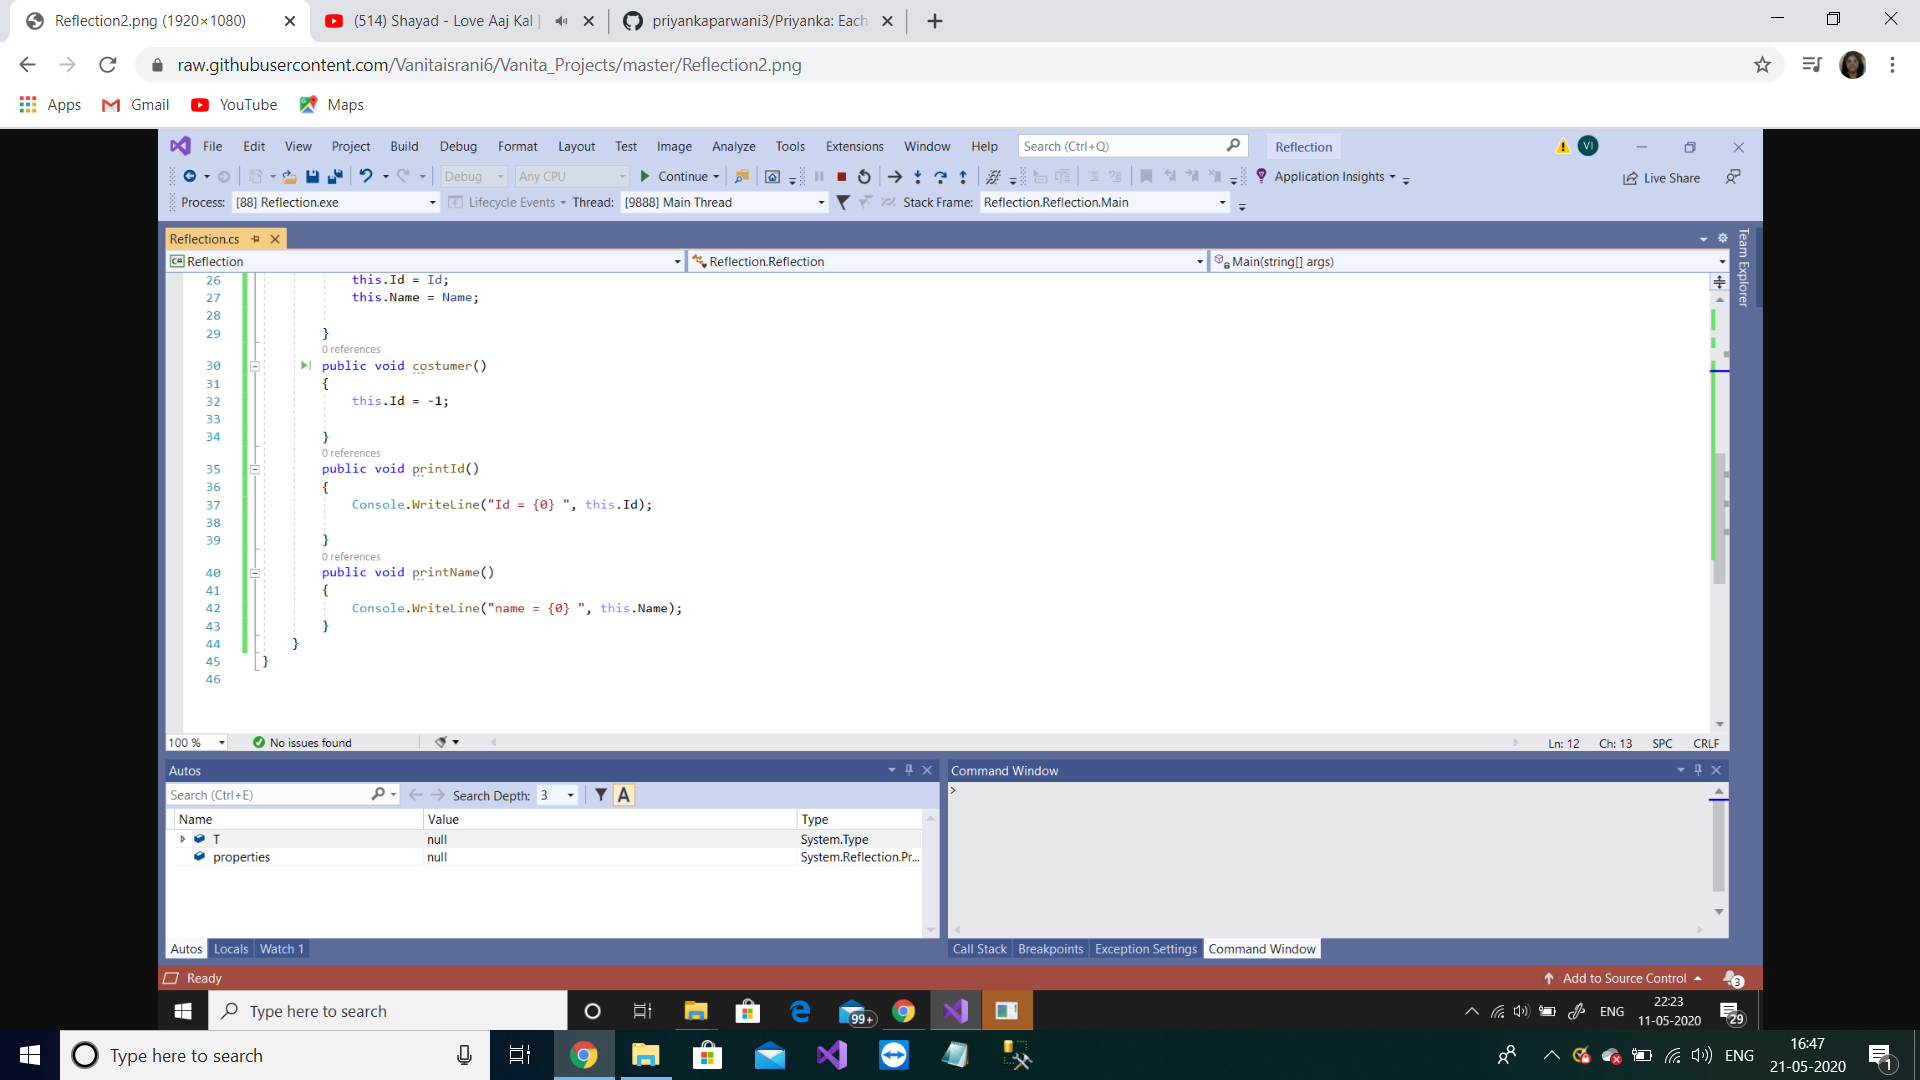 Reflection2.png (1920×1080)
(514) Shayad - Love Aaj Kal |
priyankaparwani3/Priyanka: Each
raw.githubusercontent.com/Vanitaisrani6/Vanita_Projects/master/Reflection2.png
Apps Gmail YouTube Maps
File Edit View Project Build Debug Format Layout Test Image Analyze Tools Extensions Window Help Search (Ctrl+Q) Reflection VI
Debug Any CPU Continue Application Insights Live Share
Process: [88] Reflection.exe Lifecycle Events Thread: [9888] Main Thread Stack Frame: Reflection.Reflection.Main
Reflection.cs
Team Explorer
C# Reflection Reflection.Reflection Main(string[] args)
26 this.Id = Id;
27 this.Name = Name;
28
29 }
0 references
30 public void costumer()
31 {
32 this.Id = -1;
33
34 }
0 references
35 public void printId()
36 {
37 Console.WriteLine("Id = {0} ", this.Id);
38
39 }
0 references
40 public void printName()
41 {
42 Console.WriteLine("name = {0} ", this.Name);
43 }
44 }
45 }
46
100 % No issues found Ln: 12 Ch: 13 SPC CRLF
Autos
Search (Ctrl+E) Search Depth: 3 A
Name Value Type
T null System.Type
properties null System.Reflection.Pr...
Autos Locals Watch 1
Command Window
>
Call Stack Breakpoints Exception Settings Command Window
Ready Add to Source Control 3
Type here to search 99+ ENG 22:23 11-05-2020 29
Type here to search ENG 16:47 21-05-2020 1